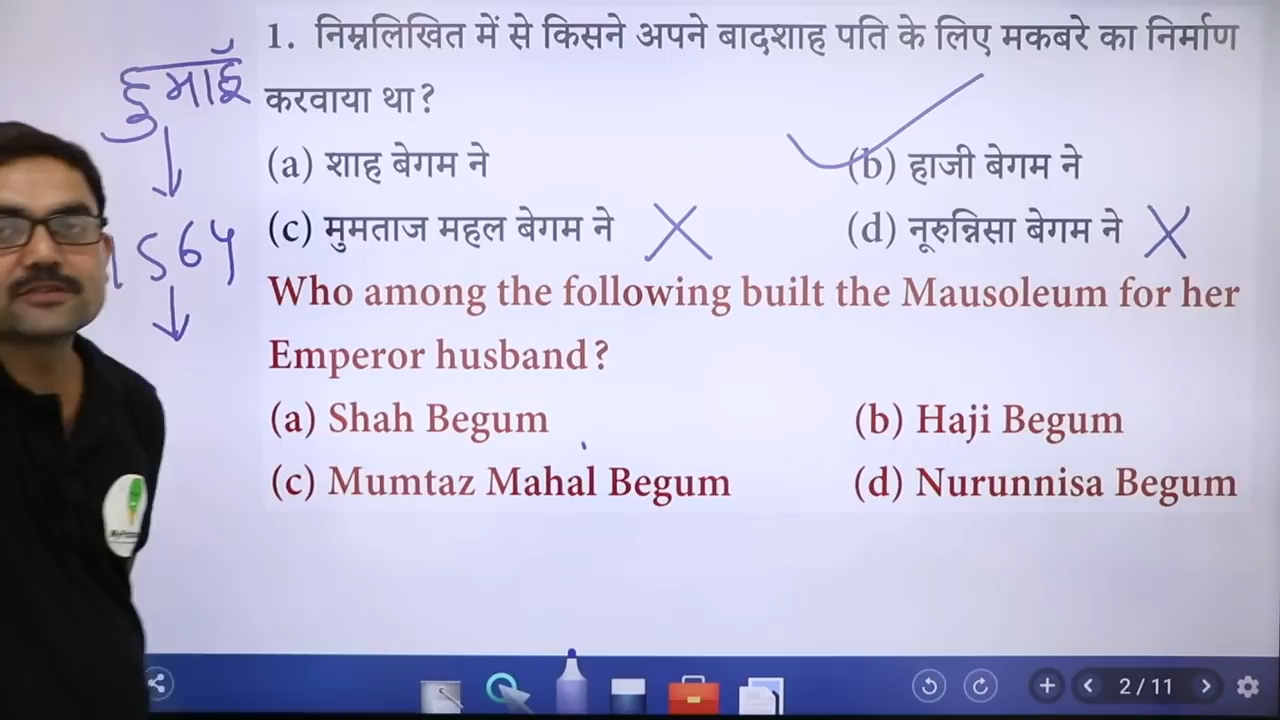 1. निम्नलिखित में से किसने अपने बादशाह पति के लिए मकबरे का निर्माण
करवाया था?
(a) शाह बेगम ने (b) हाजी बेगम ने
(c) मुमताज महल बेगम ने (d) नूरुन्निसा बेगम ने
Who among the following built the Mausoleum for her
Emperor husband?
(a) Shah Begum (b) Haji Begum
(c) Mumtaz Mahal Begum (d) Nurunnisa Begum
2 / 11